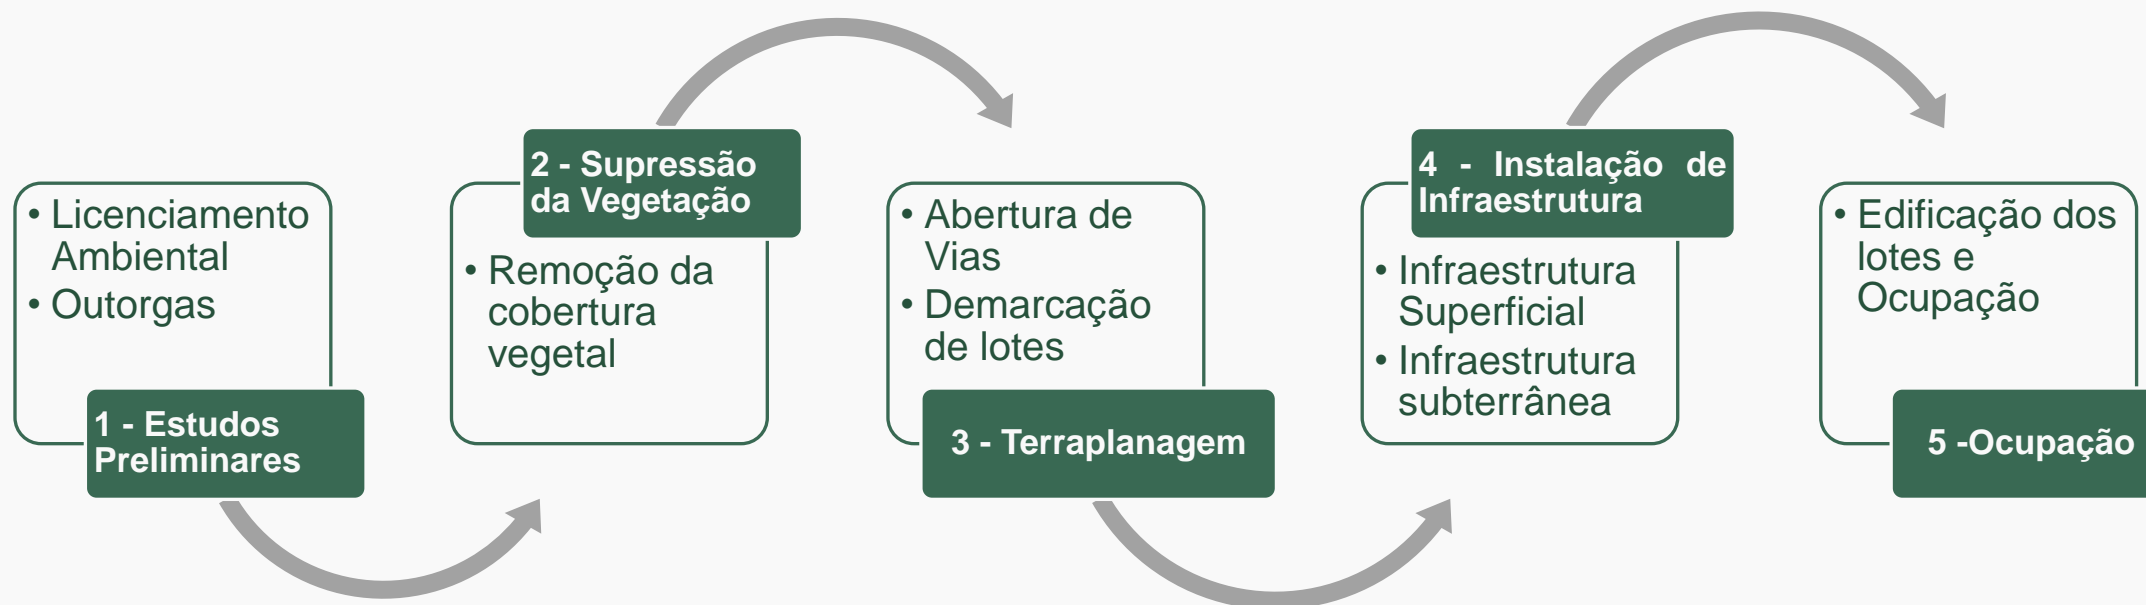 • Licenciamento
Ambiental
• Outorgas
1 - Estudos
Preliminares
2 - Supressão
da Vegetação
• Remoção da
cobertura
vegetal
• Abertura de
Vias
• Demarcação
de lotes
3 - Terraplanagem
4 - Instalação de
Infraestrutura
• Infraestrutura
Superficial
• Infraestrutura
subterrânea
• Edificação dos
lotes e
Ocupação
5 -Ocupação